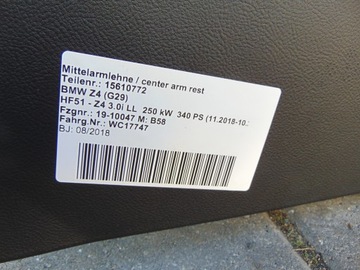 Mittelarmlehne / center arm rest
Teilenr.: 15610772
BMW Z4 (G29)
HF51 - Z4 3.0i LL 250 kW 340 PS (11.2018-10.:
Fzgnr.: 19-10047 M: B58
Fahrg.Nr.: WC17747
BJ: 08/2018